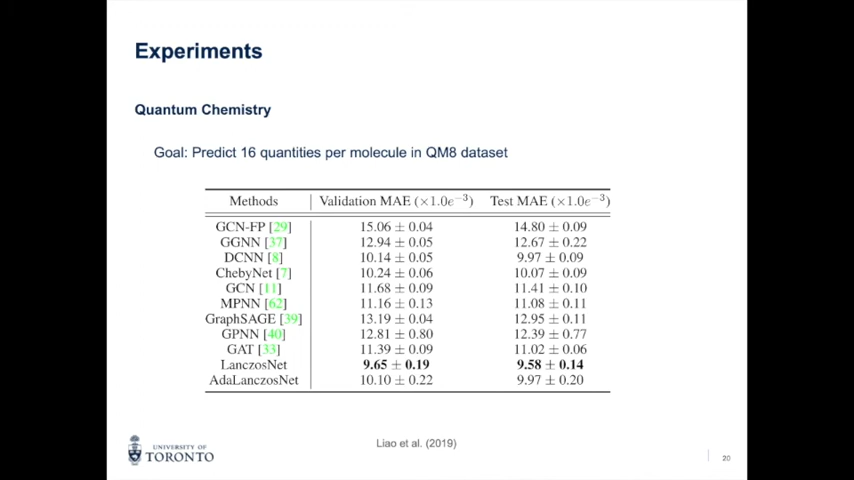 Experiments
Quantum Chemistry
Goal: Predict 16 quantities per molecule in QM8 dataset
Methods Validation MAE (×1.0e⁻³) Test MAE (×1.0e⁻³)
GCN-FP [29] 15.06 ± 0.04 14.80 ± 0.09
GGNN [37] 12.94 ± 0.05 12.67 ± 0.22
DCNN [8] 10.14 ± 0.05 9.97 ± 0.09
ChebyNet [7] 10.24 ± 0.06 10.07 ± 0.09
GCN [11] 11.68 ± 0.09 11.41 ± 0.10
MPNN [62] 11.16 ± 0.13 11.08 ± 0.11
GraphSAGE [39] 13.19 ± 0.04 12.95 ± 0.11
GPNN [40] 12.81 ± 0.80 12.39 ± 0.77
GAT [33] 11.39 ± 0.09 11.02 ± 0.06
LanczosNet 9.65 ± 0.19 9.58 ± 0.14
AdaLanczosNet 10.10 ± 0.22 9.97 ± 0.20
Liao et al. (2019)
UNIVERSITY OF
TORONTO
20